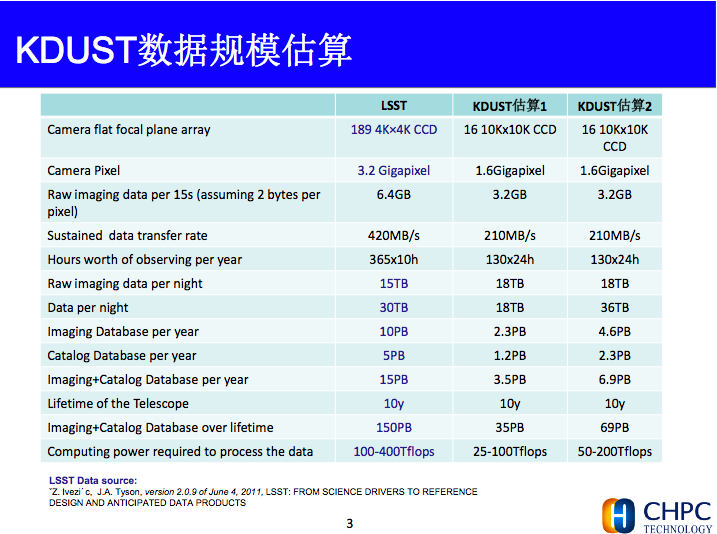 KDUST数据规模估算
LSST KDUST估算1 KDUST估算2
Camera flat focal plane array 189 4K×4K CCD 16 10Kx10K CCD 16 10Kx10K
CCD
Camera Pixel 3.2 Gigapixel 1.6Gigapixel 1.6Gigapixel
Raw imaging data per 15s (assuming 2 bytes per 6.4GB 3.2GB 3.2GB
pixel)
Sustained data transfer rate 420MB/s 210MB/s 210MB/s
Hours worth of observing per year 365x10h 130x24h 130x24h
Raw imaging data per night 15TB 18TB 18TB
Data per night 30TB 18TB 36TB
Imaging Database per year 10PB 2.3PB 4.6PB
Catalog Database per year 5PB 1.2PB 2.3PB
Imaging+Catalog Database per year 15PB 3.5PB 6.9PB
Lifetime of the Telescope 10y 10y 10y
Imaging+Catalog Database over lifetime 150PB 35PB 69PB
Computing power required to process the data 100-400Tflops 25-100Tflops 50-200Tflops
LSST Data source:
"Z. Ivezi´c, J.A. Tyson, version 2.0.9 of June 4, 2011, LSST: FROM SCIENCE DRIVERS TO REFERENCE
DESIGN AND ANTICIPATED DATA PRODUCTS
3
CHPC
TECHNOLOGY